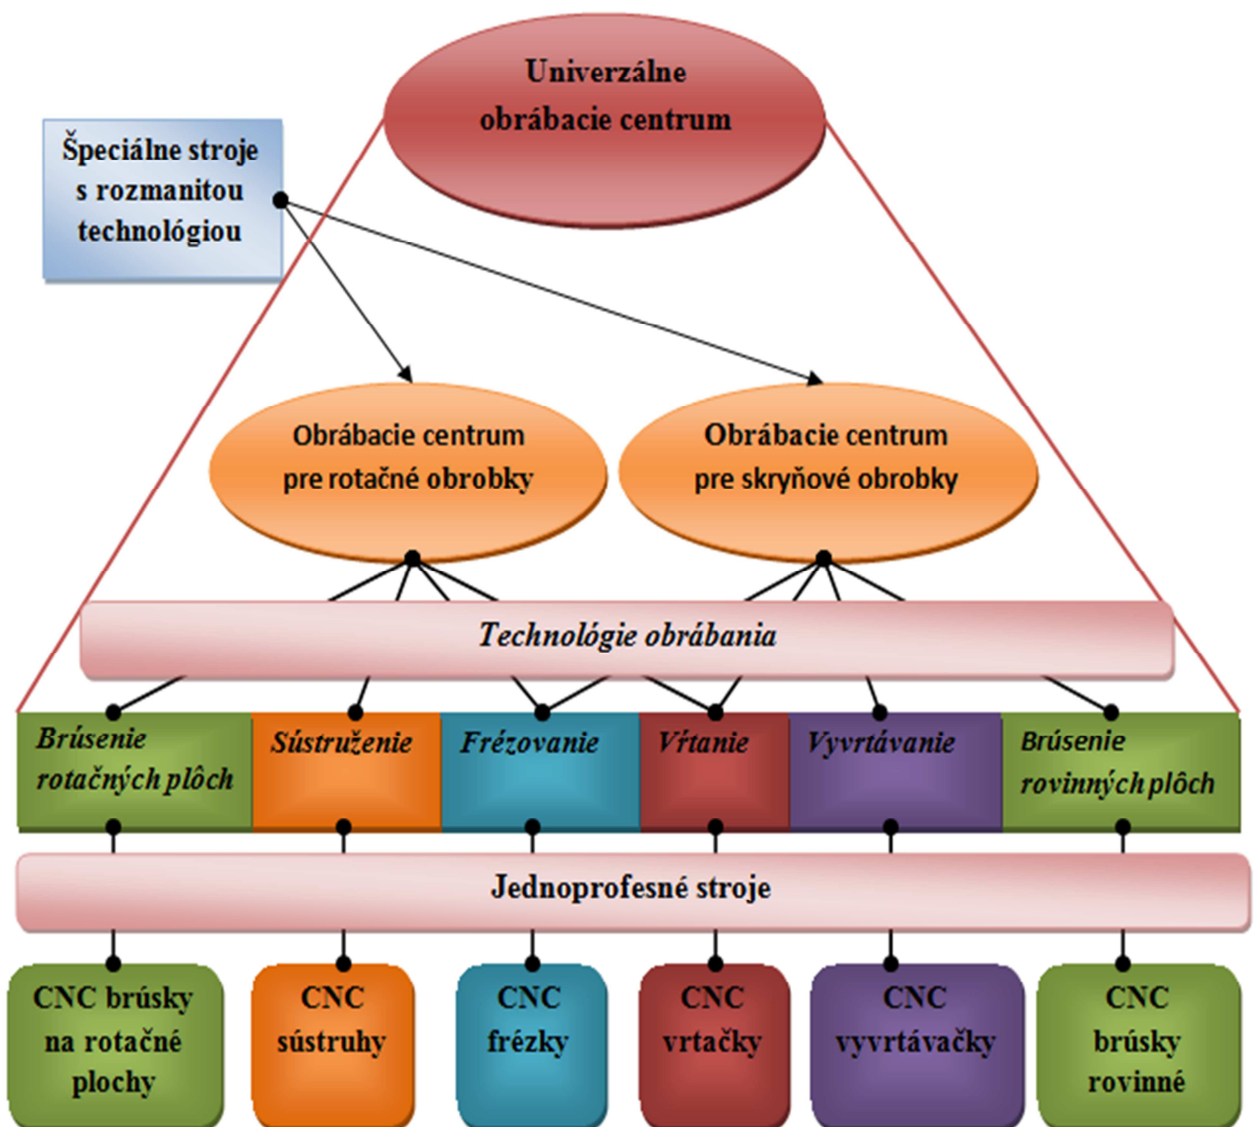 Univerzálne
obrábacie centrum
Špeciálne stroje
s rozmanitou
technológiou
Obrábacie centrum
pre rotačné obrobky
Obrábacie centrum
pre skryňové obrobky
Technológie obrábania
Brúsenie
rotačných plôch
Sústruženie
Frézovanie
Vŕtanie
Vyvrtávanie
Brúsenie
rovinných plôch
Jednoprofesné stroje
CNC brúsky
na rotačné
plochy
CNC
sústruhy
CNC
frézky
CNC
vrtačky
CNC
vyvrtávačky
CNC
brúsky
rovinné